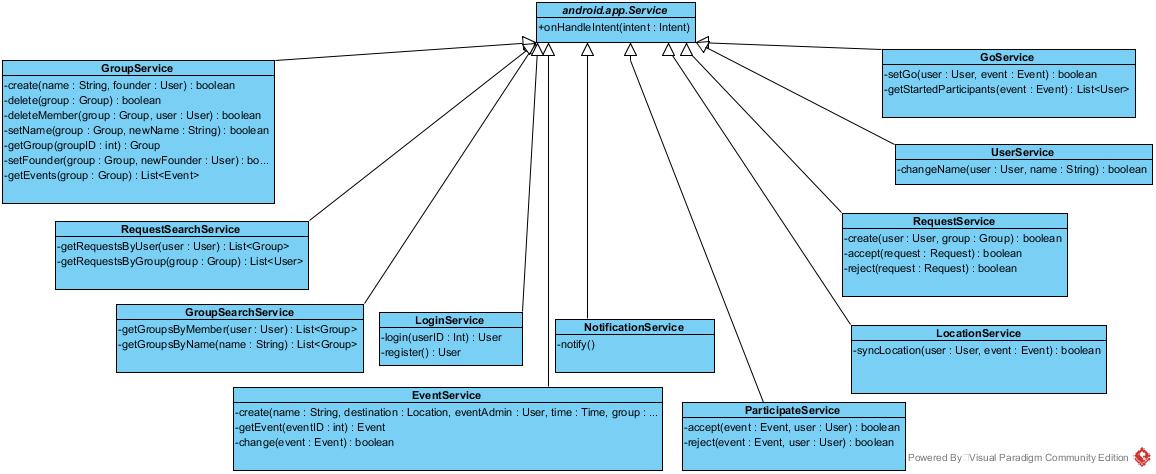 android.app.Service
+onHandleIntent(intent : Intent)
GroupService
-create(name : String, founder : User) : boolean
-delete(group : Group) : boolean
-deleteMember(group : Group, user : User) : boolean
-setName(group : Group, newName : String) : boolean
-getGroup(groupID : int) : Group
-setFounder(group : Group, newFounder : User) : bo...
-getEvents(group : Group) : List<Event>
GoService
-setGo(user : User, event : Event) : boolean
-getStartedParticipants(event : Event) : List<User>
UserService
-changeName(user : User, name : String) : boolean
RequestSearchService
-getRequestsByUser(user : User) : List<Group>
-getRequestsByGroup(group : Group) : List<User>
RequestService
-create(user : User, group : Group) : boolean
-accept(request : Request) : boolean
-reject(request : Request) : boolean
GroupSearchService
-getGroupsByMember(user : User) : List<Group>
-getGroupsByName(name : String) : List<Group>
LoginService
-login(userID : Int) : User
-register() : User
NotificationService
-notify()
LocationService
-syncLocation(user : User, event : Event) : boolean
EventService
-create(name : String, destination : Location, eventAdmin : User, time : Time, group : ...
-getEvent(eventID : int) : Event
-change(event : Event) : boolean
ParticipateService
-accept(event : Event, user : User) : boolean
-reject(event : Event, user : User) : boolean
Powered By Visual Paradigm Community Edition